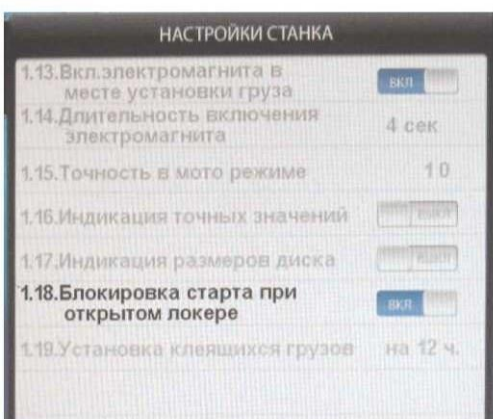 НАСТРОЙКИ СТАНКА
1.13.Вкл.электромагнита в
месте установки груза
ВКЛ
1.14.Длительность включения
электромагнита
4 сек
1.15.Точность в мото режиме
10
1.16.Индикация точных значений
ВЫКЛ
1.17.Индикация размеров диска
ВЫКЛ
1.18.Блокировка старта при
открытом локере
ВКЛ
1.19.Установка клеящихся грузов
на 12 ч.